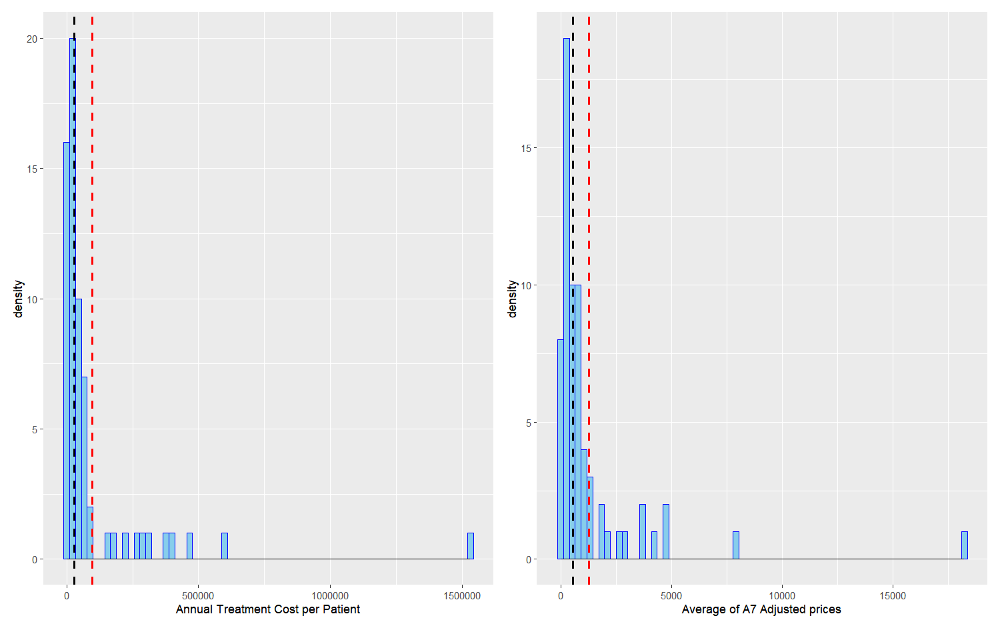 20
15
10
5
0
density
0 500000 1000000 1500000
Annual Treatment Cost per Patient
15
10
5
0
density
0 5000 10000 15000
Average of A7 Adjusted prices